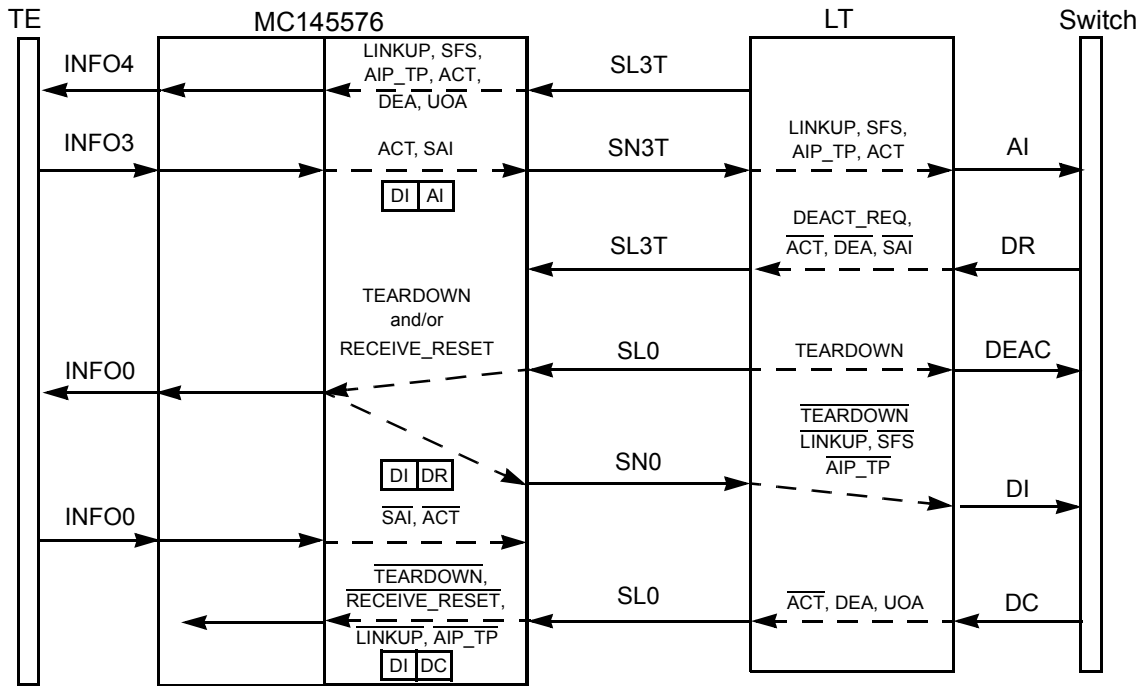 TE
MC145576
LT
Switch
INFO4
LINKUP, SFS,
AIP_TP, ACT,
DEA, UOA
SL3T
INFO3
ACT, SAI
DI AI
SN3T
LINKUP, SFS,
AIP_TP, ACT
AI
SL3T
DEACT_REQ,
ACT, DEA, SAI
DR
TEARDOWN
and/or
RECEIVE_RESET
INFO0
SL0
TEARDOWN
DEAC
DI DR
SN0
TEARDOWN
LINKUP, SFS
AIP_TP
DI
INFO0
SAI, ACT
TEARDOWN,
RECEIVE_RESET,
LINKUP, AIP_TP
DI DC
SL0
ACT, DEA, UOA
DC